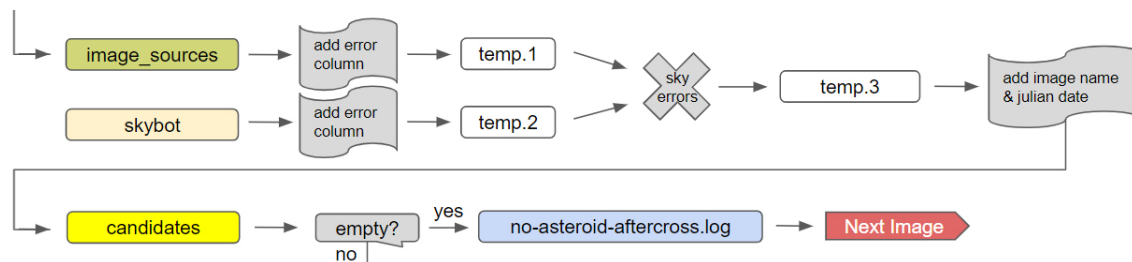 image_sources
add error
column
temp.1
sky
errors
temp.3
add image name
& julian date
skybot
add error
column
temp.2
candidates
empty?
yes
no-asteroid-aftercross.log
Next Image
no